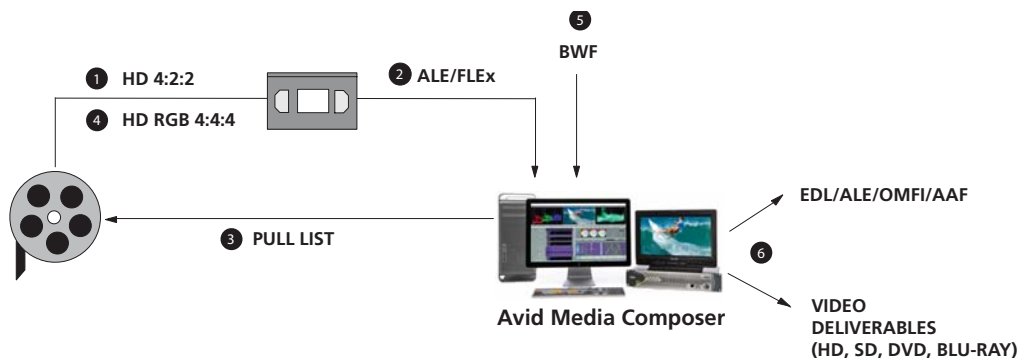 5
BWF
1 HD 4:2:2
2 ALE/FLEx
4 HD RGB 4:4:4
EDL/ALE/OMFI/AAF
3 PULL LIST
6
Avid Media Composer
VIDEO
DELIVERABLES
(HD, SD, DVD, BLU-RAY)